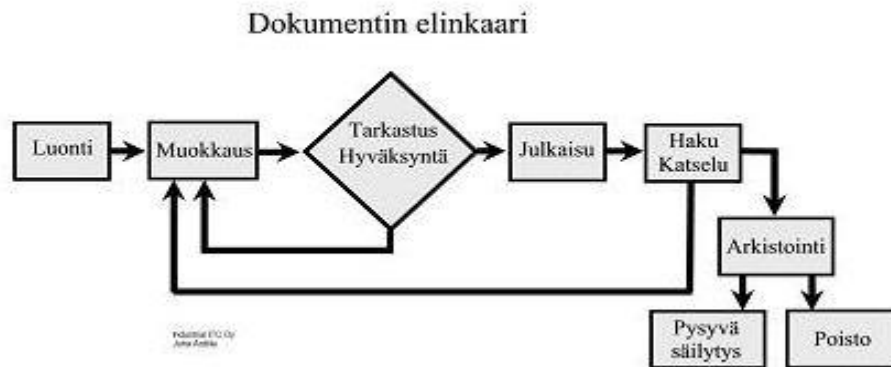 Dokumentin elinkaari
Luonti
Muokkaus
Tarkastus
Hyväksyntä
Julkaisu
Haku
Katselu
Arkistointi
Pysyvä
säilytys
Poisto